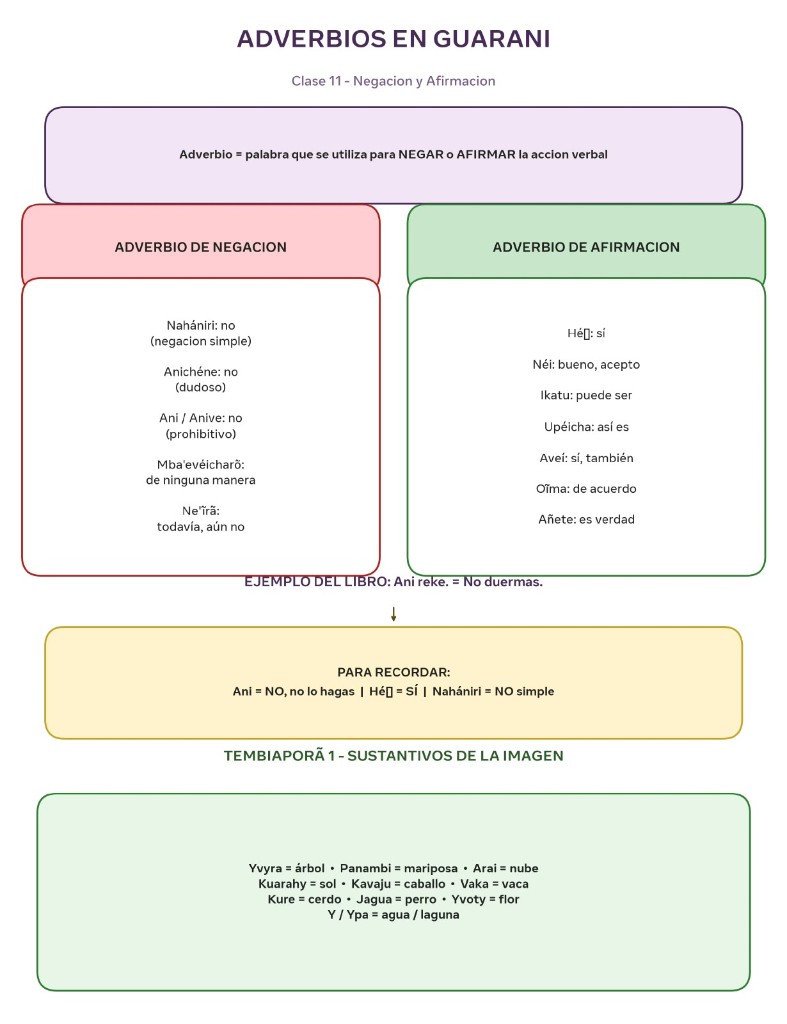 ADVERBIOS EN GUARANI
Clase 11 - Negacion y Afirmacion
Adverbio = palabra que se utiliza para NEGAR o AFIRMAR la accion verbal
ADVERBIO DE NEGACION
Nahániri: no
(negacion simple)
Anichéne: no
(dudoso)
Ani / Anive: no
(prohibitivo)
Mba'evéicharõ:
de ninguna manera
Ne'ĩrã:
todavía, aún no
ADVERBIO DE AFIRMACION
Hé▯: sí
Néi: bueno, acepto
Ikatu: puede ser
Upéicha: así es
Aveí: sí, también
Oĩma: de acuerdo
Añete: es verdad
EJEMPLO DEL LIBRO: Ani reke. = No duermas.
↓
PARA RECORDAR:
Ani = NO, no lo hagas | Hé▯ = SÍ | Nahániri = NO simple
TEMBIAPORÃ 1 - SUSTANTIVOS DE LA IMAGEN
Yvyra = árbol • Panambi = mariposa • Arai = nube
Kuarahy = sol • Kavaju = caballo • Vaka = vaca
Kure = cerdo • Jagua = perro • Yvoty = flor
Y / Ypa = agua / laguna